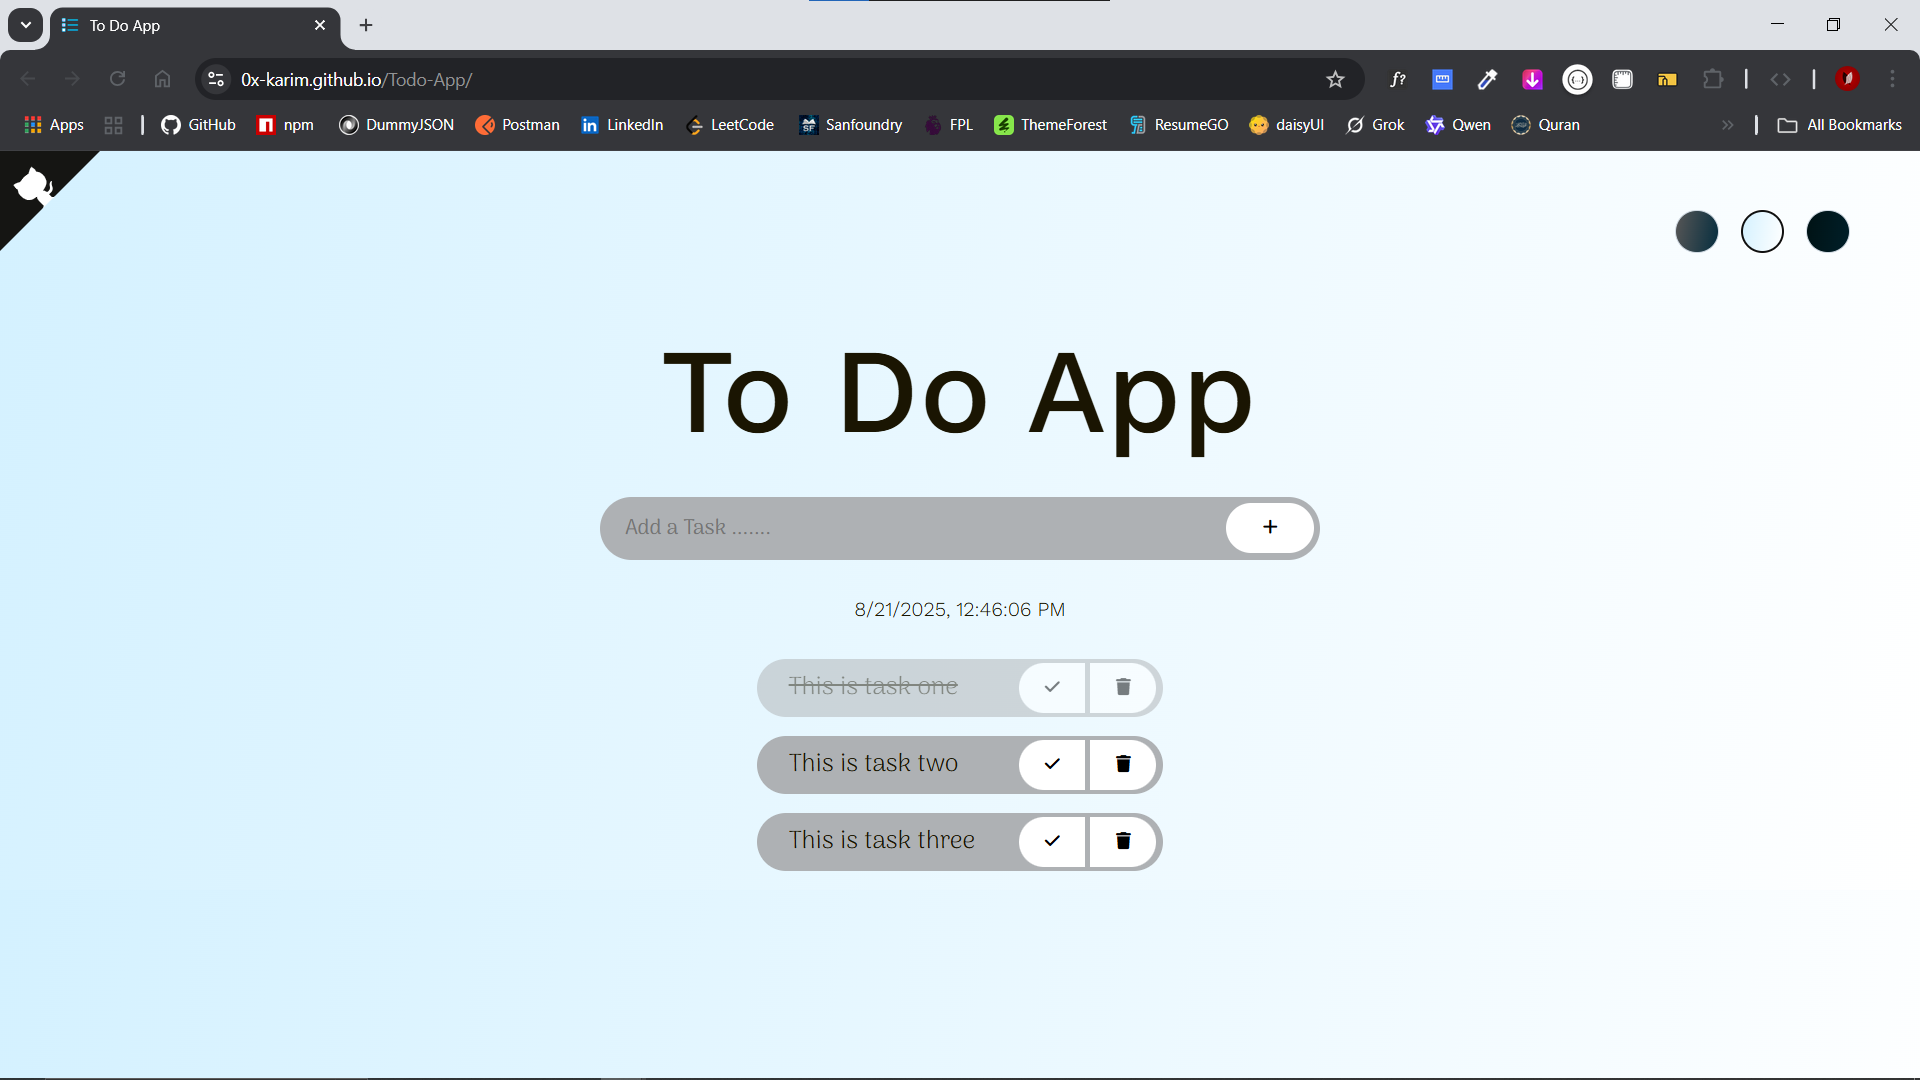 To Do App
0x-karim.github.io/Todo-App/
f?
Apps GitHub npm DummyJSON Postman LinkedIn LeetCode Sanfoundry FPL ThemeForest ResumeGO daisyUI Grok Qwen Quran All Bookmarks
To Do App
Add a Task .......
8/21/2025, 12:46:06 PM
This is task one
This is task two
This is task three